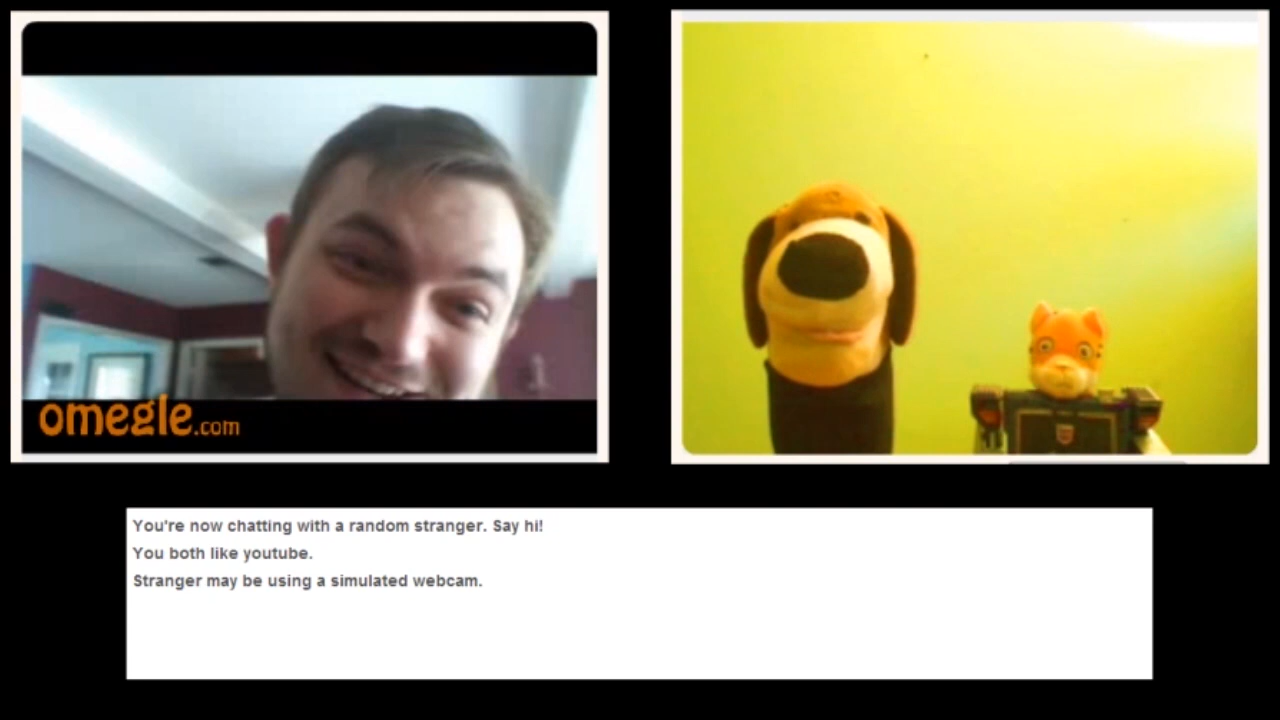 omegle.com
You're now chatting with a random stranger. Say hi!
You both like youtube.
Stranger may be using a simulated webcam.